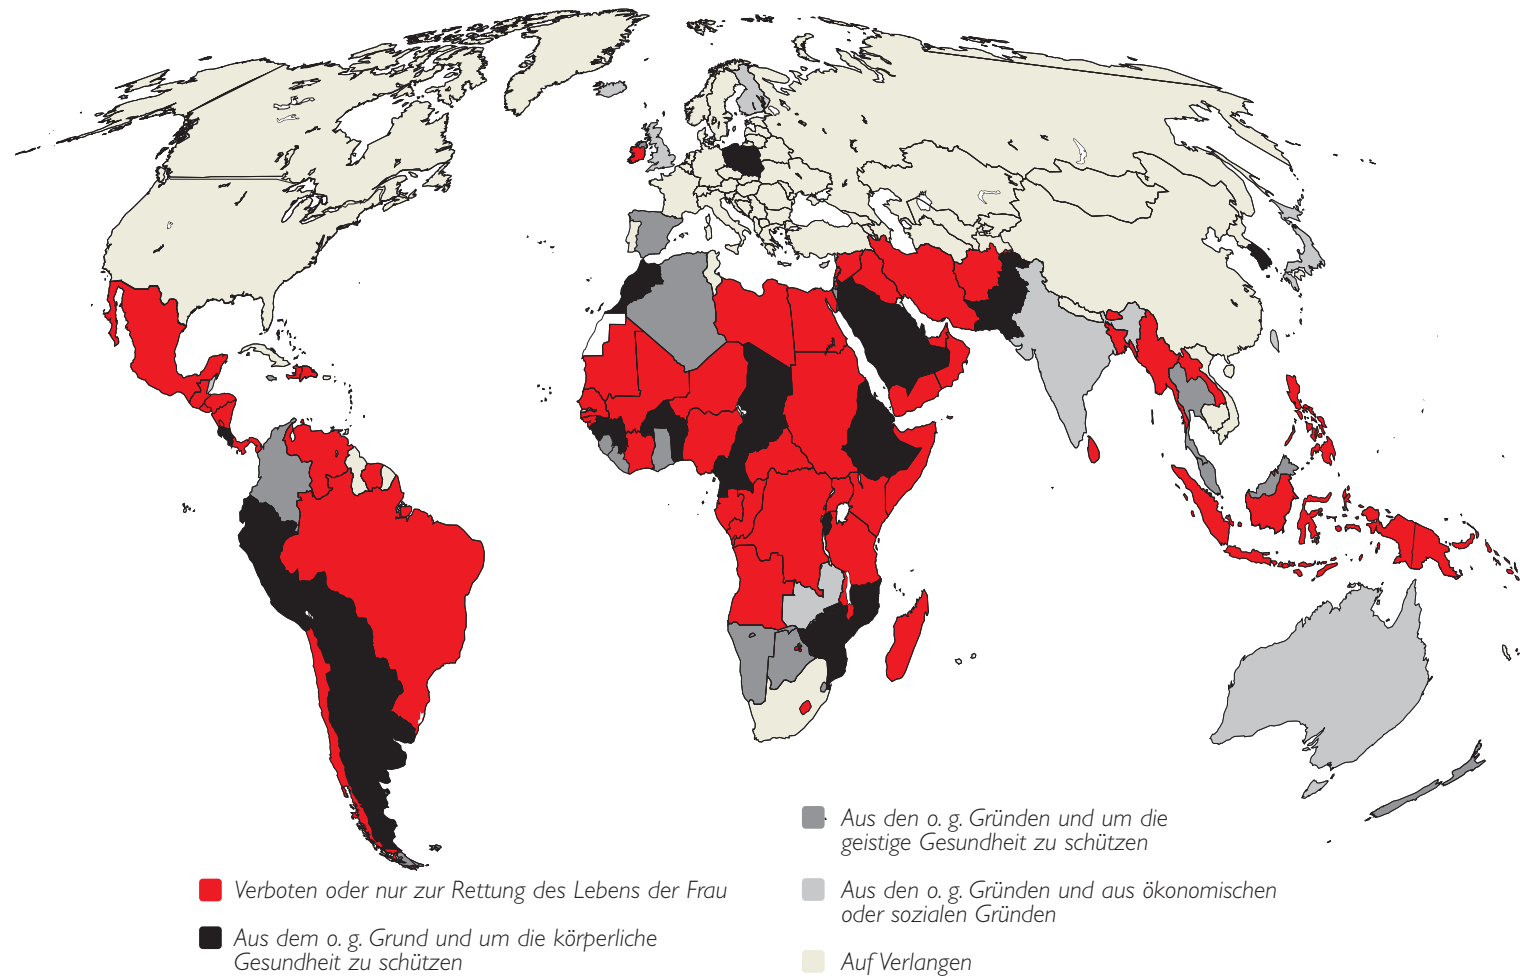 Verboten oder nur zur Rettung des Lebens der Frau
Aus dem o. g. Grund und um die körperliche
Gesundheit zu schützen
Aus den o. g. Gründen und um die
geistige Gesundheit zu schützen
Aus den o. g. Gründen und aus ökonomischen
oder sozialen Gründen
Auf Verlangen